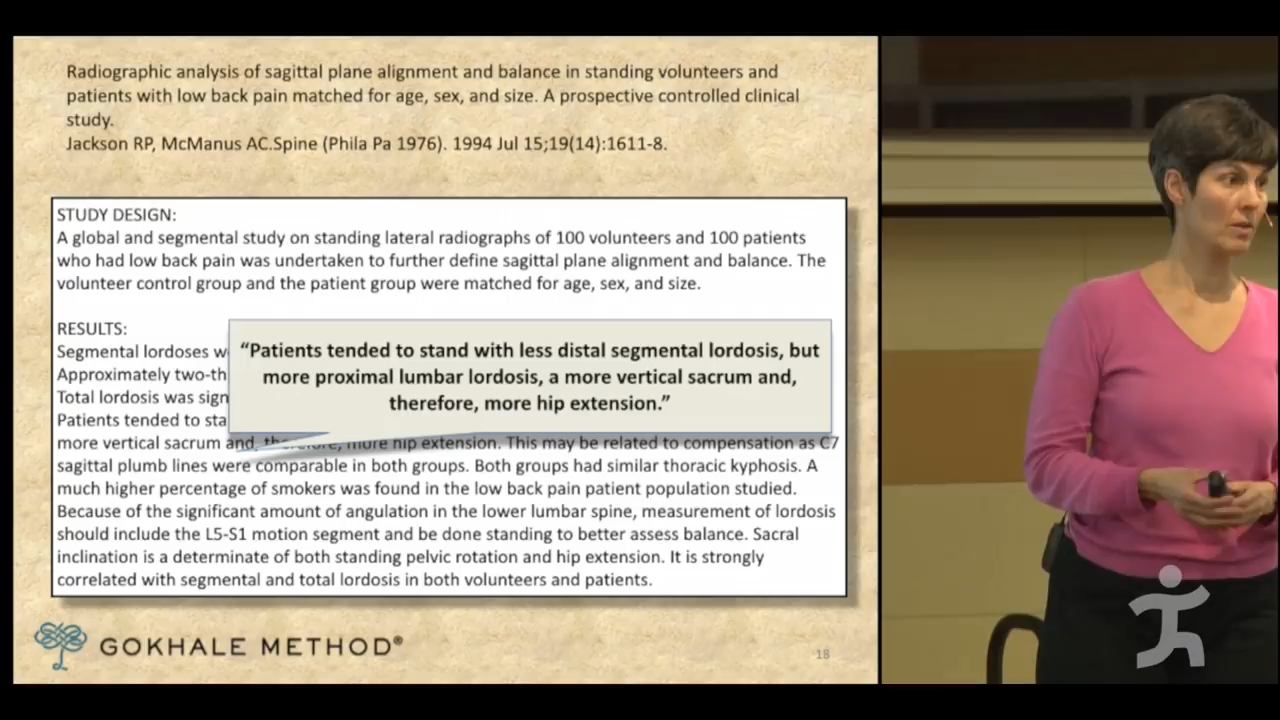 Radiographic analysis of sagittal plane alignment and balance in standing volunteers and
patients with low back pain matched for age, sex, and size. A prospective controlled clinical
study.
Jackson RP, McManus AC.Spine (Phila Pa 1976). 1994 Jul 15;19(14):1611-8.
STUDY DESIGN:
A global and segmental study on standing lateral radiographs of 100 volunteers and 100 patients
who had low back pain was undertaken to further define sagittal plane alignment and balance. The
volunteer control group and the patient group were matched for age, sex, and size.
RESULTS:
Segmental lordoses w
Approximately two-th
Total lordosis was sign
Patients tended to sta
"Patients tended to stand with less distal segmental lordosis, but
more proximal lumbar lordosis, a more vertical sacrum and,
therefore, more hip extension."
more vertical sacrum and, therefore, more hip extension. This may be related to compensation as C7
sagittal plumb lines were comparable in both groups. Both groups had similar thoracic kyphosis. A
much higher percentage of smokers was found in the low back pain patient population studied.
Because of the significant amount of angulation in the lower lumbar spine, measurement of lordosis
should include the L5-S1 motion segment and be done standing to better assess balance. Sacral
inclination is a determinate of both standing pelvic rotation and hip extension. It is strongly
correlated with segmental and total lordosis in both volunteers and patients.
GOKHALE METHOD®
18